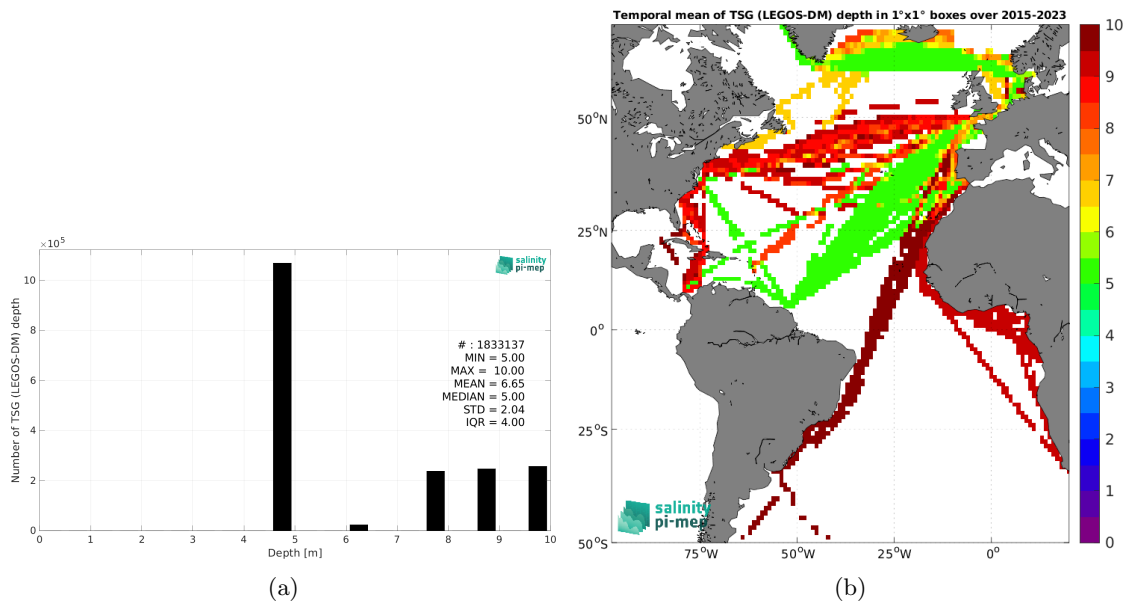 ×10⁵
10
8
6
4
2
0
Number of TSG (LEGOS-DM) depth
salinity
pi-mep
# : 1833137
MIN = 5.00
MAX = 10.00
MEAN = 6.65
MEDIAN = 5.00
STD = 2.04
IQR = 4.00
0 1 2 3 4 5 6 7 8 9 10
Depth [m]
(a)
Temporal mean of TSG (LEGOS-DM) depth in 1°x1° boxes over 2015-2023
50°N
25°N
0°
25°S
50°S
75°W 50°W 25°W 0°
salinity
pi-mep
10
9
8
7
6
5
4
3
2
1
0
(b)